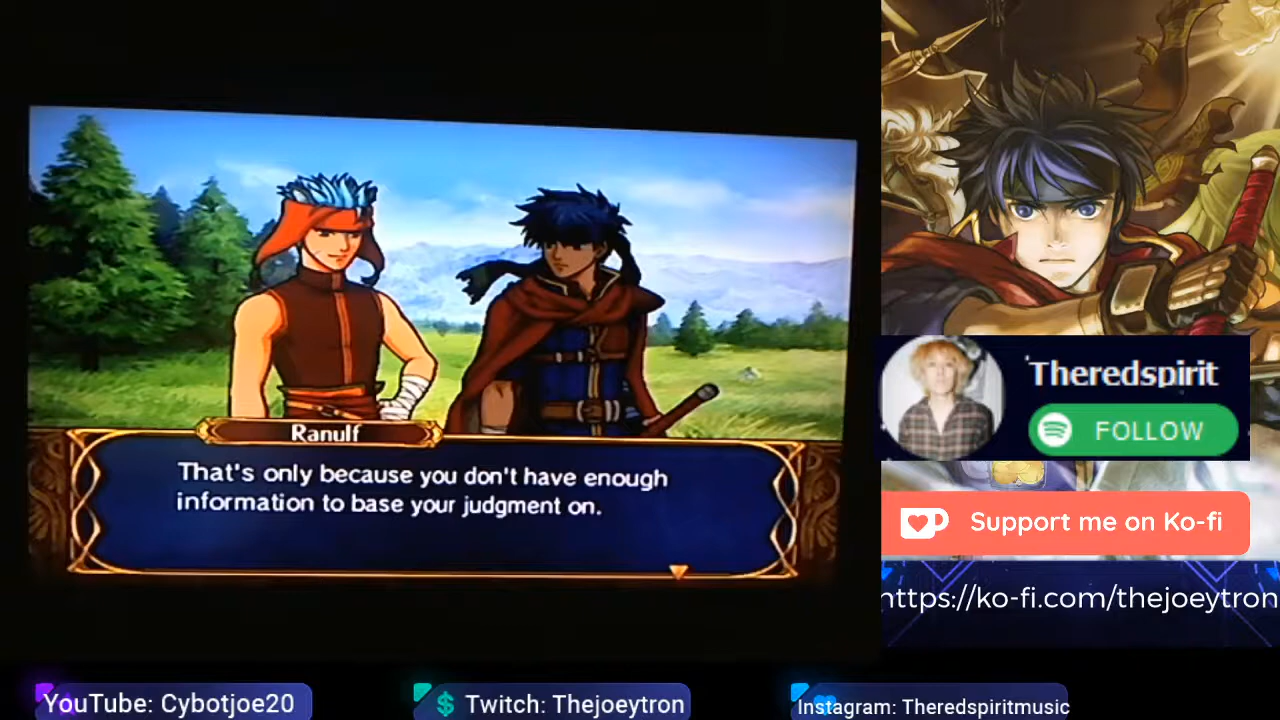 Ranulf
That's only because you don't have enough
information to base your judgment on.
Theredspirit
FOLLOW
Support me on Ko-fi
https://ko-fi.com/thejoeytron
YouTube: Cybotjoe20
Twitch: Thejoeytron
Instagram: Theredspiritmusic